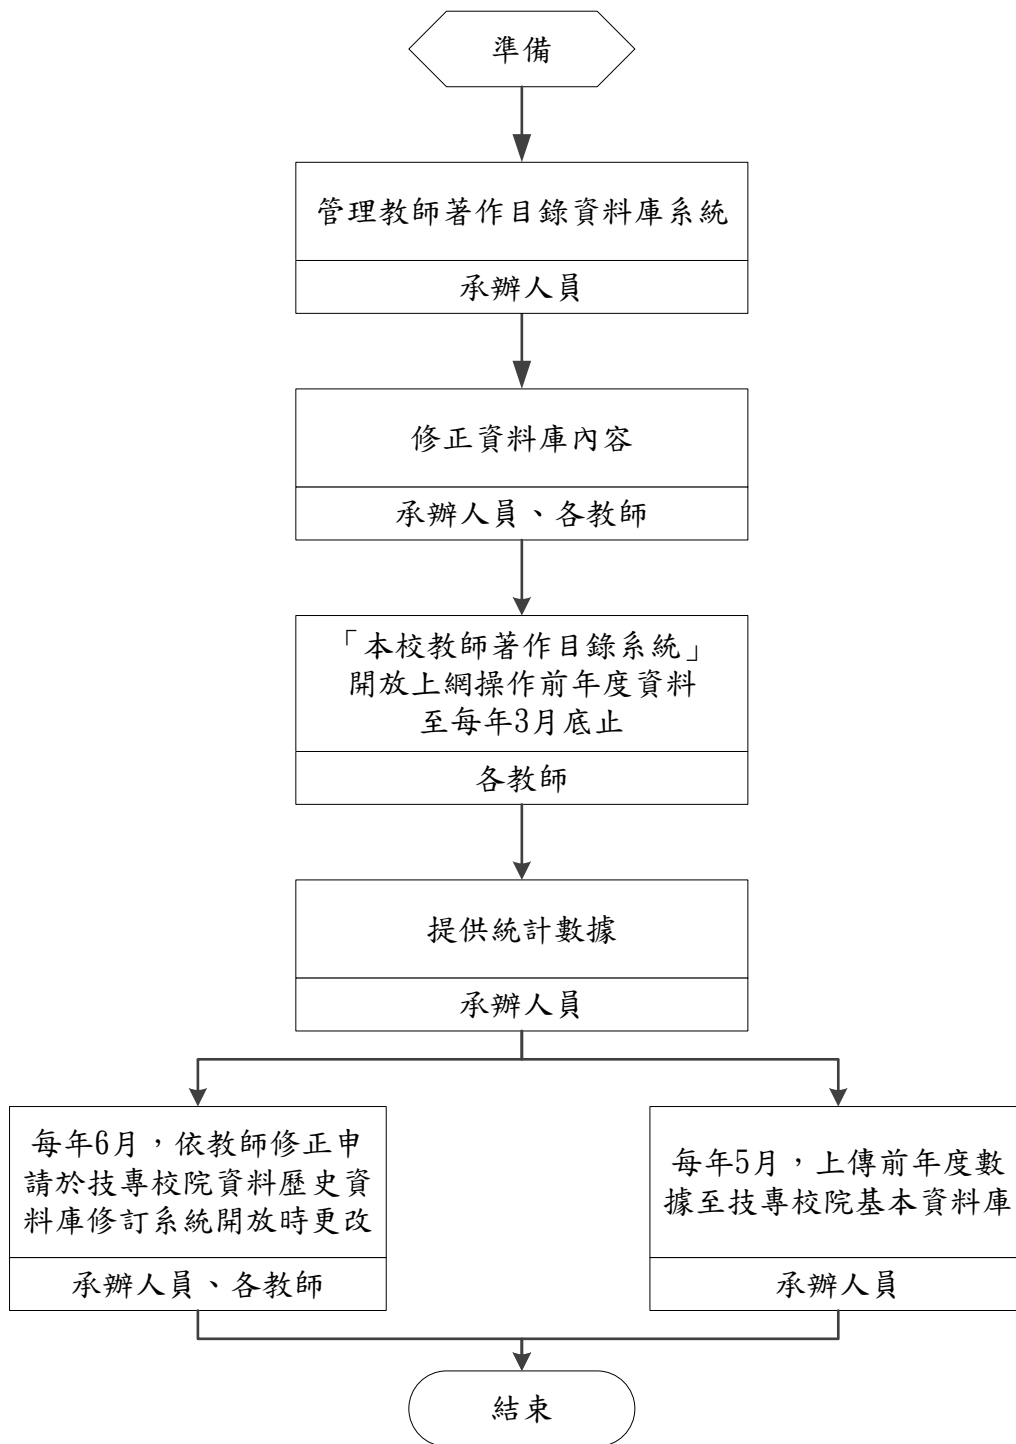 準備
管理教師著作目錄資料庫系統
承辦人員
修正資料庫內容
承辦人員、各教師
「本校教師著作目錄系統」
開放上網操作前年度資料
至每年3月底止
各教師
提供統計數據
承辦人員
每年6月，依教師修正申
請於技專校院資料歷史資
料庫修訂系統開放時更改
承辦人員、各教師
每年5月，上傳前年度數
據至技專校院基本資料庫
承辦人員
結束